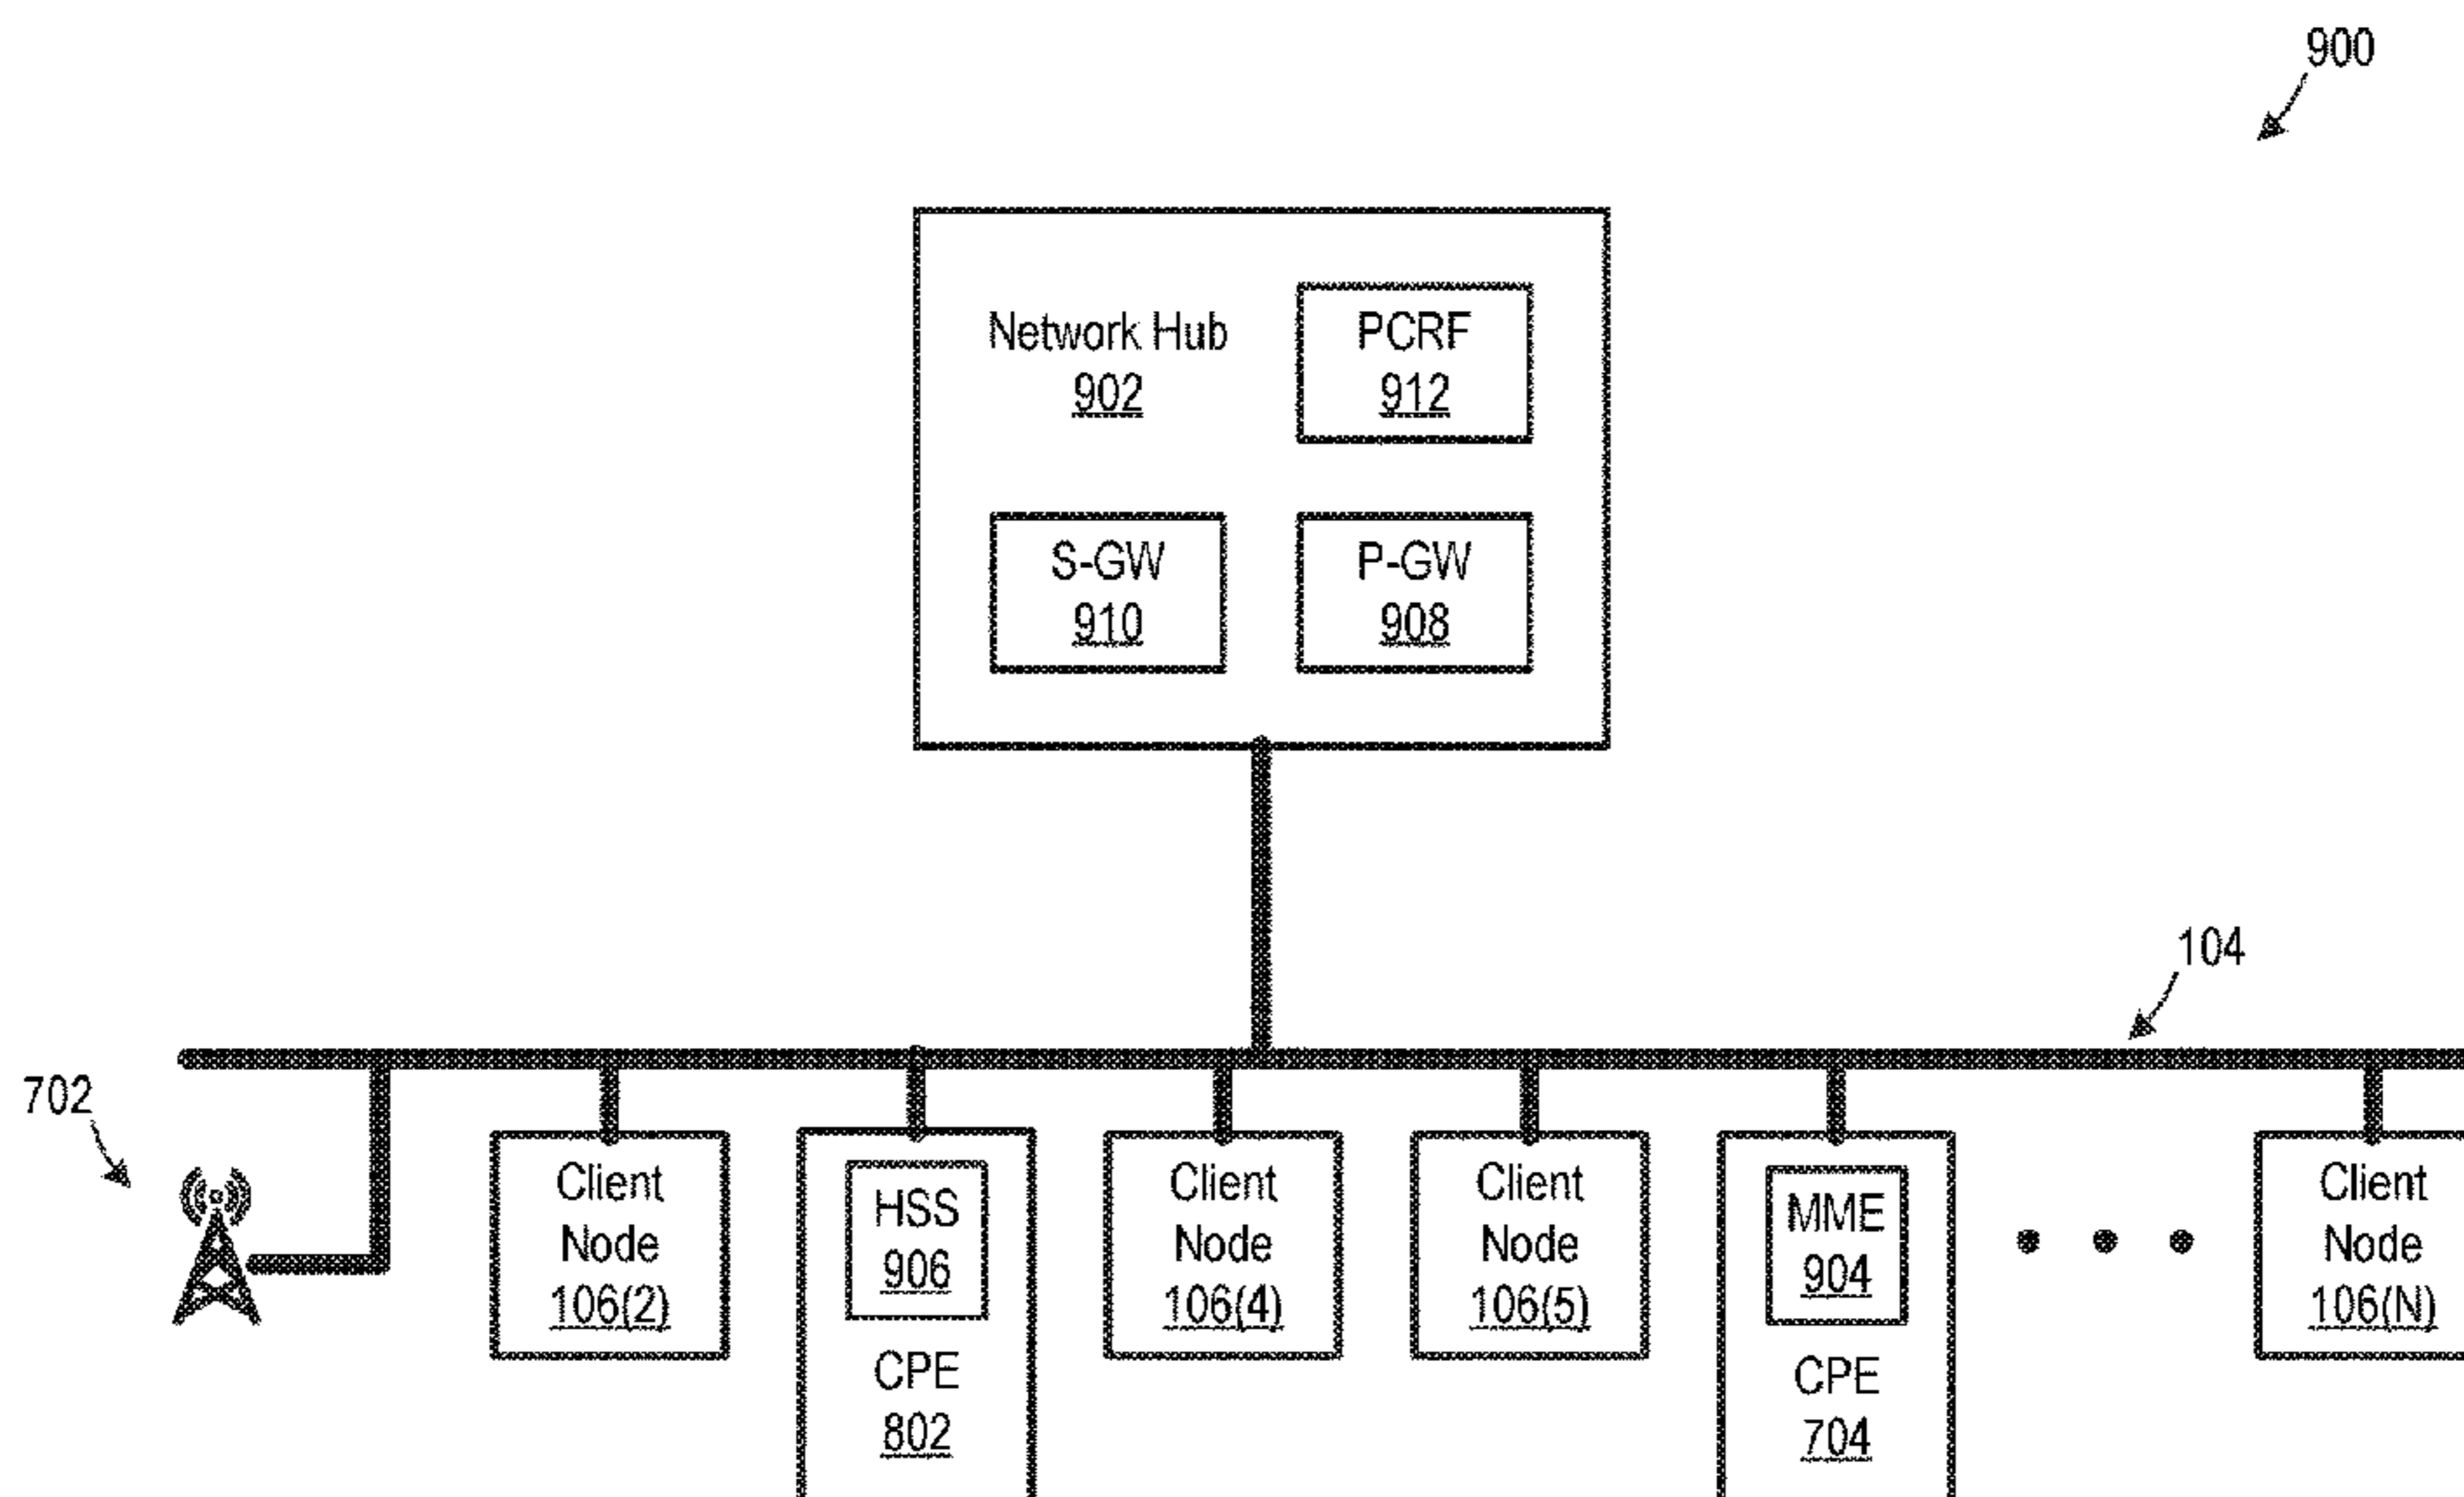 900
Network Hub
902
PCRF
912
S-GW
910
P-GW
908
104
702
Client
Node
106(2)
HSS
906
CPE
802
Client
Node
106(4)
Client
Node
106(5)
MME
904
CPE
704
Client
Node
106(N)